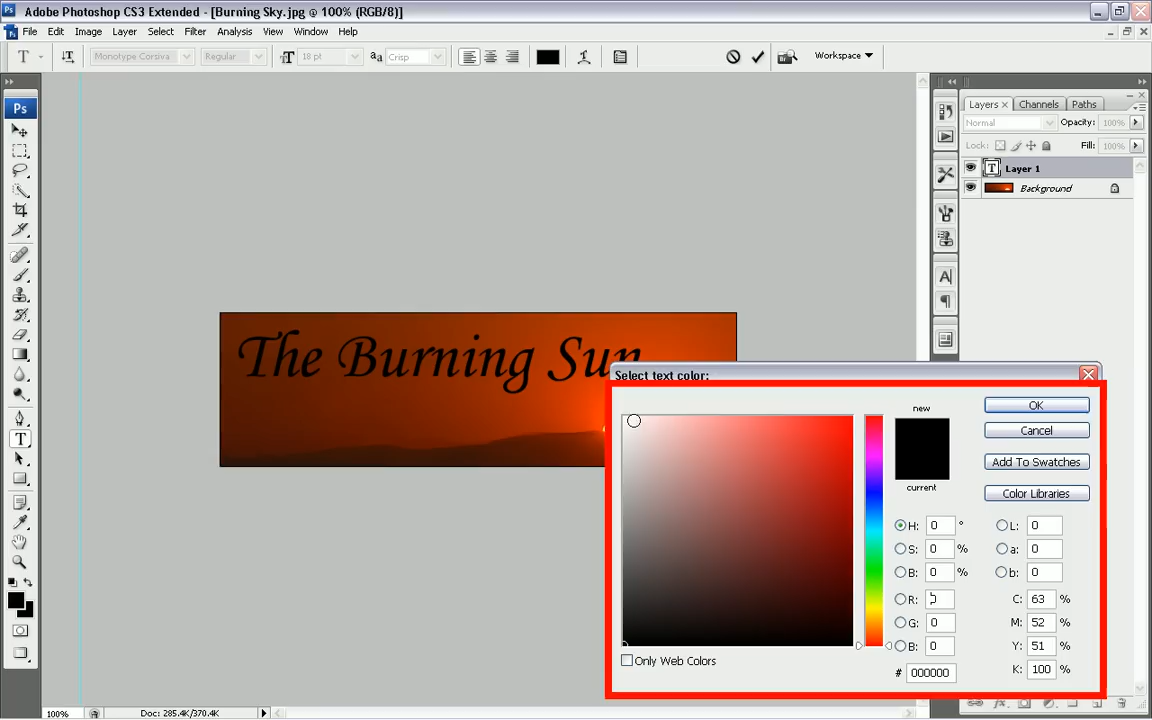 Adobe Photoshop CS3 Extended - [Burning Sky.jpg @ 100% (RGB/8)]
File Edit Image Layer Select Filter Analysis View Window Help
T Monotype Corsiva Regular T 18 pt aa Crisp Workspace
Ps
Layers × Channels Paths
Normal Opacity: 100%
Lock: Fill: 100%
T Layer 1
Background
A
T
The Burning Sun
Select text color:
new
current
OK
Cancel
Add To Swatches
Color Libraries
H: 0 °
S: 0 %
B: 0 %
R:
G: 0
B: 0
# 000000
L: 0
a: 0
b: 0
C: 63 %
M: 52 %
Y: 51 %
K: 100 %
Only Web Colors
100% Doc: 285.4K/370.4K